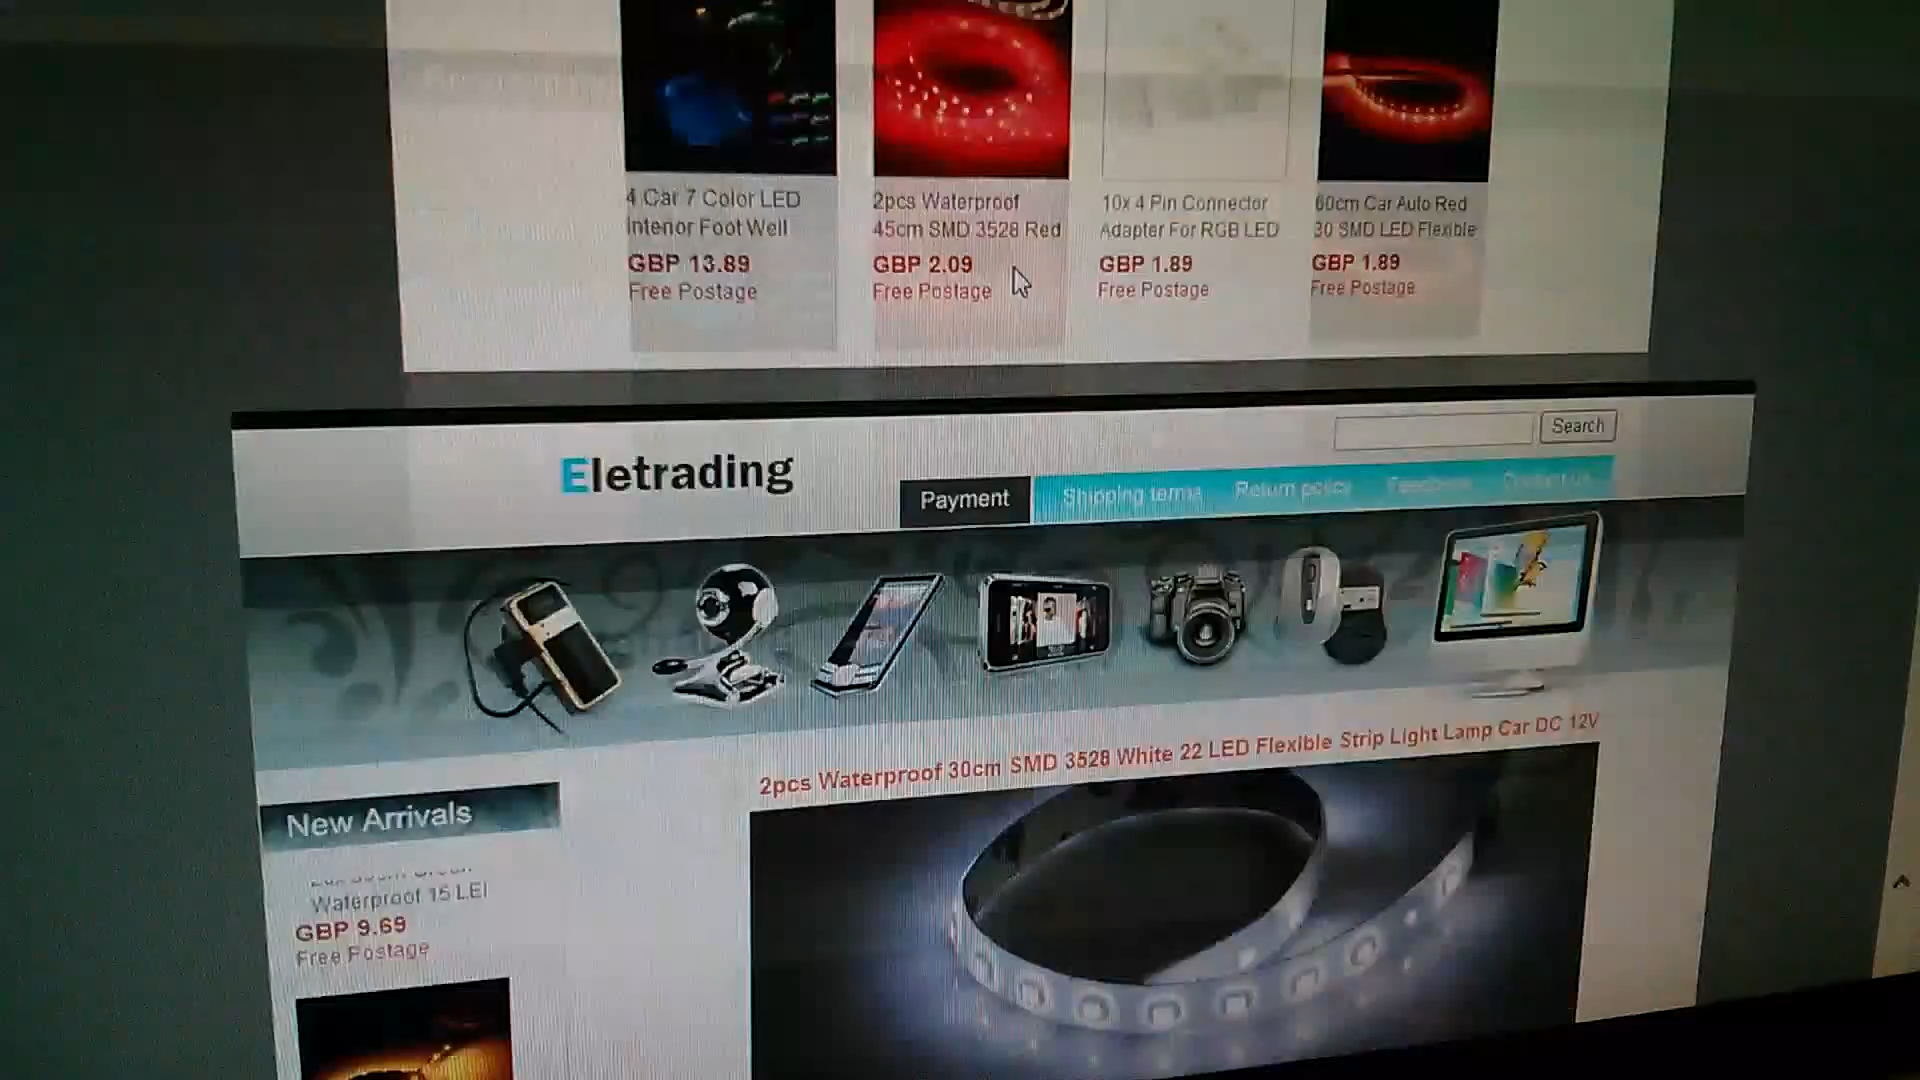 4 Car 7 Color LED
Interior Foot Well
GBP 13.89
Free Postage
2pcs Waterproof
45cm SMD 3528 Red
GBP 2.09
Free Postage
10x 4 Pin Connector
Adapter For RGB LED
GBP 1.89
Free Postage
60cm Car Auto Red
30 SMD LED Flexible
GBP 1.89
Free Postage
Search
Eletrading
Payment
Shipping terms
Return policy
Feedback
Contact us
2pcs Waterproof 30cm SMD 3528 White 22 LED Flexible Strip Light Lamp Car DC 12V
New Arrivals
Waterproof 15 LEI
GBP 9.69
Free Postage